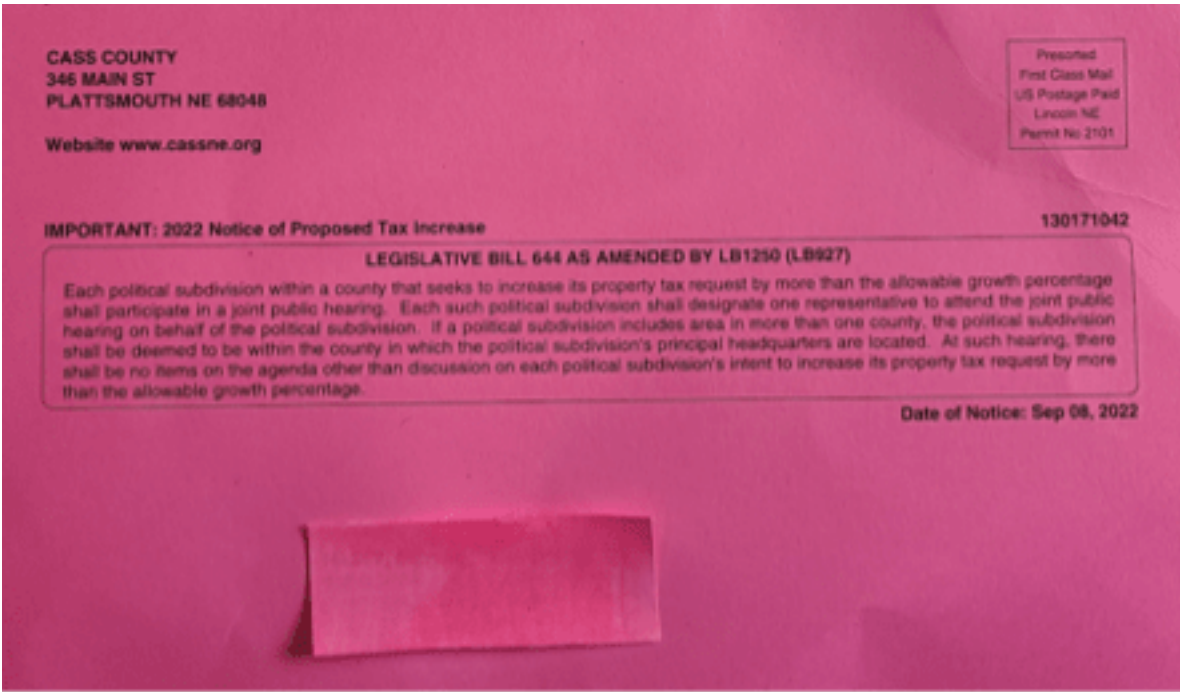 CASS COUNTY
346 MAIN ST
PLATTSMOUTH NE 68048
Website www.cassne.org
Presorted
First Class Mail
US Postage Paid
Lincoln NE
Permit No 2101
IMPORTANT: 2022 Notice of Proposed Tax Increase
130171042
LEGISLATIVE BILL 644 AS AMENDED BY LB1250 (LB927)
Each political subdivision within a county that seeks to increase its property tax request by more than the allowable growth percentage
shall participate in a joint public hearing. Each such political subdivision shall designate one representative to attend the joint public
hearing on behalf of the political subdivision. If a political subdivision includes area in more than one county, the political subdivision
shall be deemed to be within the county in which the political subdivision's principal headquarters are located. At such hearing, there
shall be no items on the agenda other than discussion on each political subdivision's intent to increase its property tax request by more
than the allowable growth percentage.
Date of Notice: Sep 08, 2022